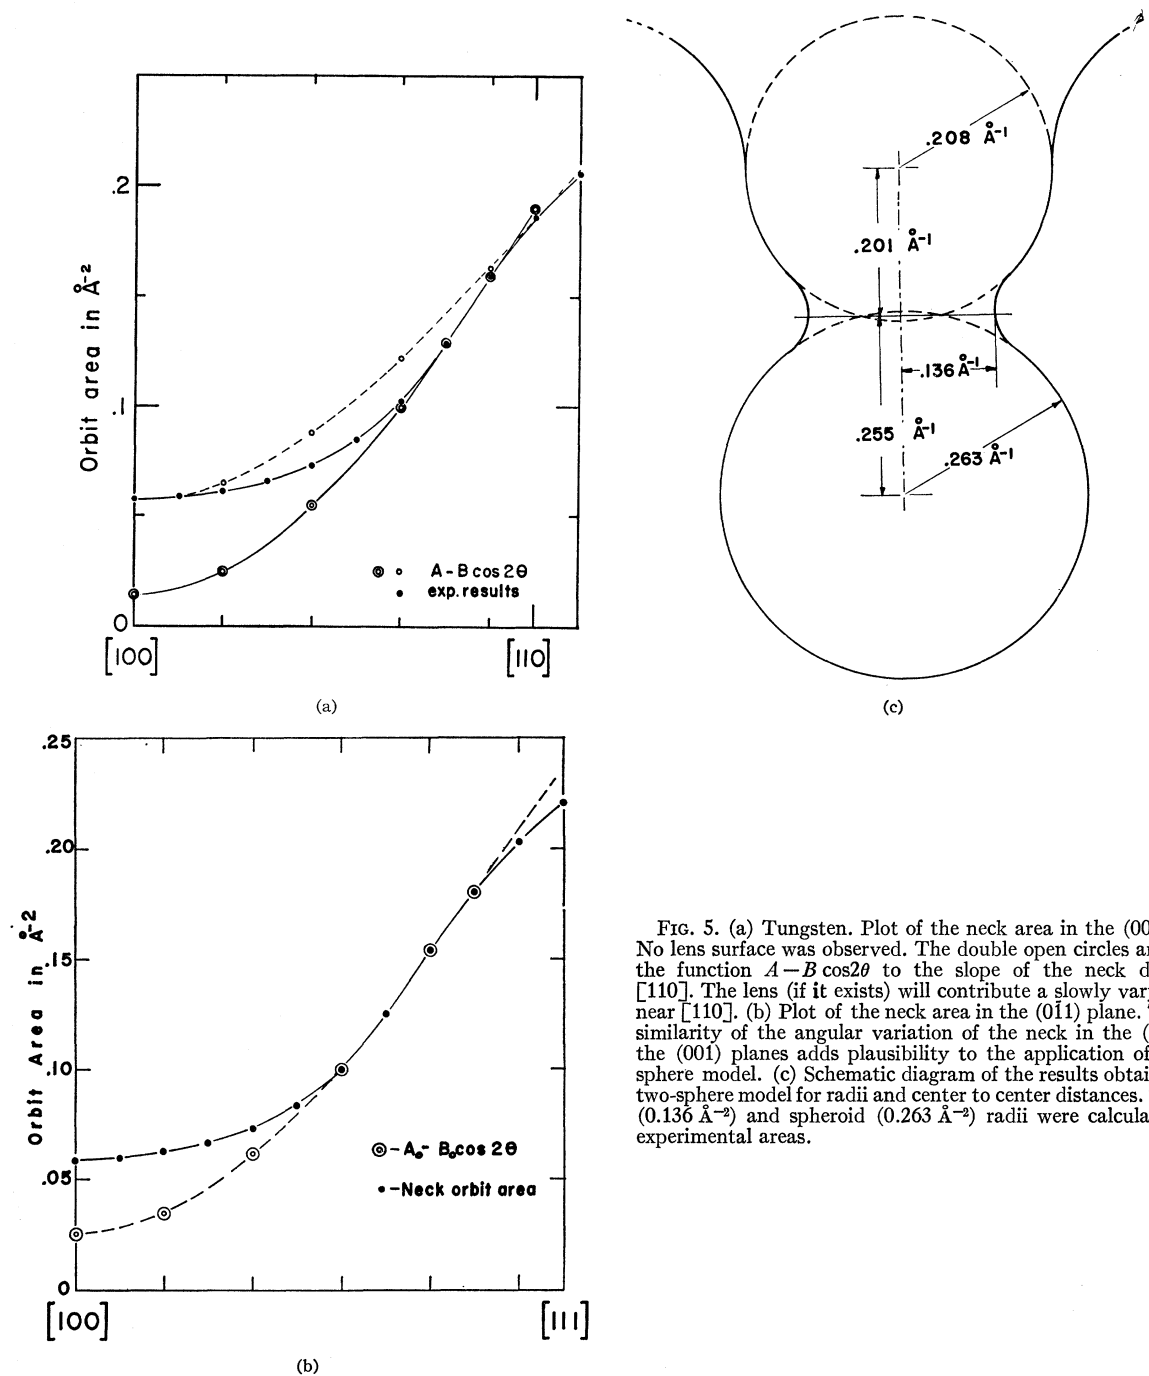 .2
.1
0
Orbit area in Å⁻²
A - B cos 2θ
exp. results
[100]
[110]
(a)
.208 Å⁻¹
.201 Å⁻¹
.136 Å⁻¹
.255 Å⁻¹
.263 Å⁻¹
(c)
.25
.20
.15
.10
.05
0
Orbit Area in Å⁻²
-A₀- B₀cos 2θ
-Neck orbit area
[100]
[111]
(b)
FIG. 5. (a) Tungsten. Plot of the neck area in the (00
No lens surface was observed. The double open circles
the function A−B cos2θ to the slope of the neck
[110]. The lens (if it exists) will contribute a slowly
near [110]. (b) Plot of the neck area in the (01̄1) plane.
similarity of the angular variation of the neck in the (
the (001) planes adds plausibility to the application
sphere model. (c) Schematic diagram of the results
two-sphere model for radii and center to center distances.
(0.136 Å⁻²) and spheroid (0.263 Å⁻²) radii were
experimental areas.